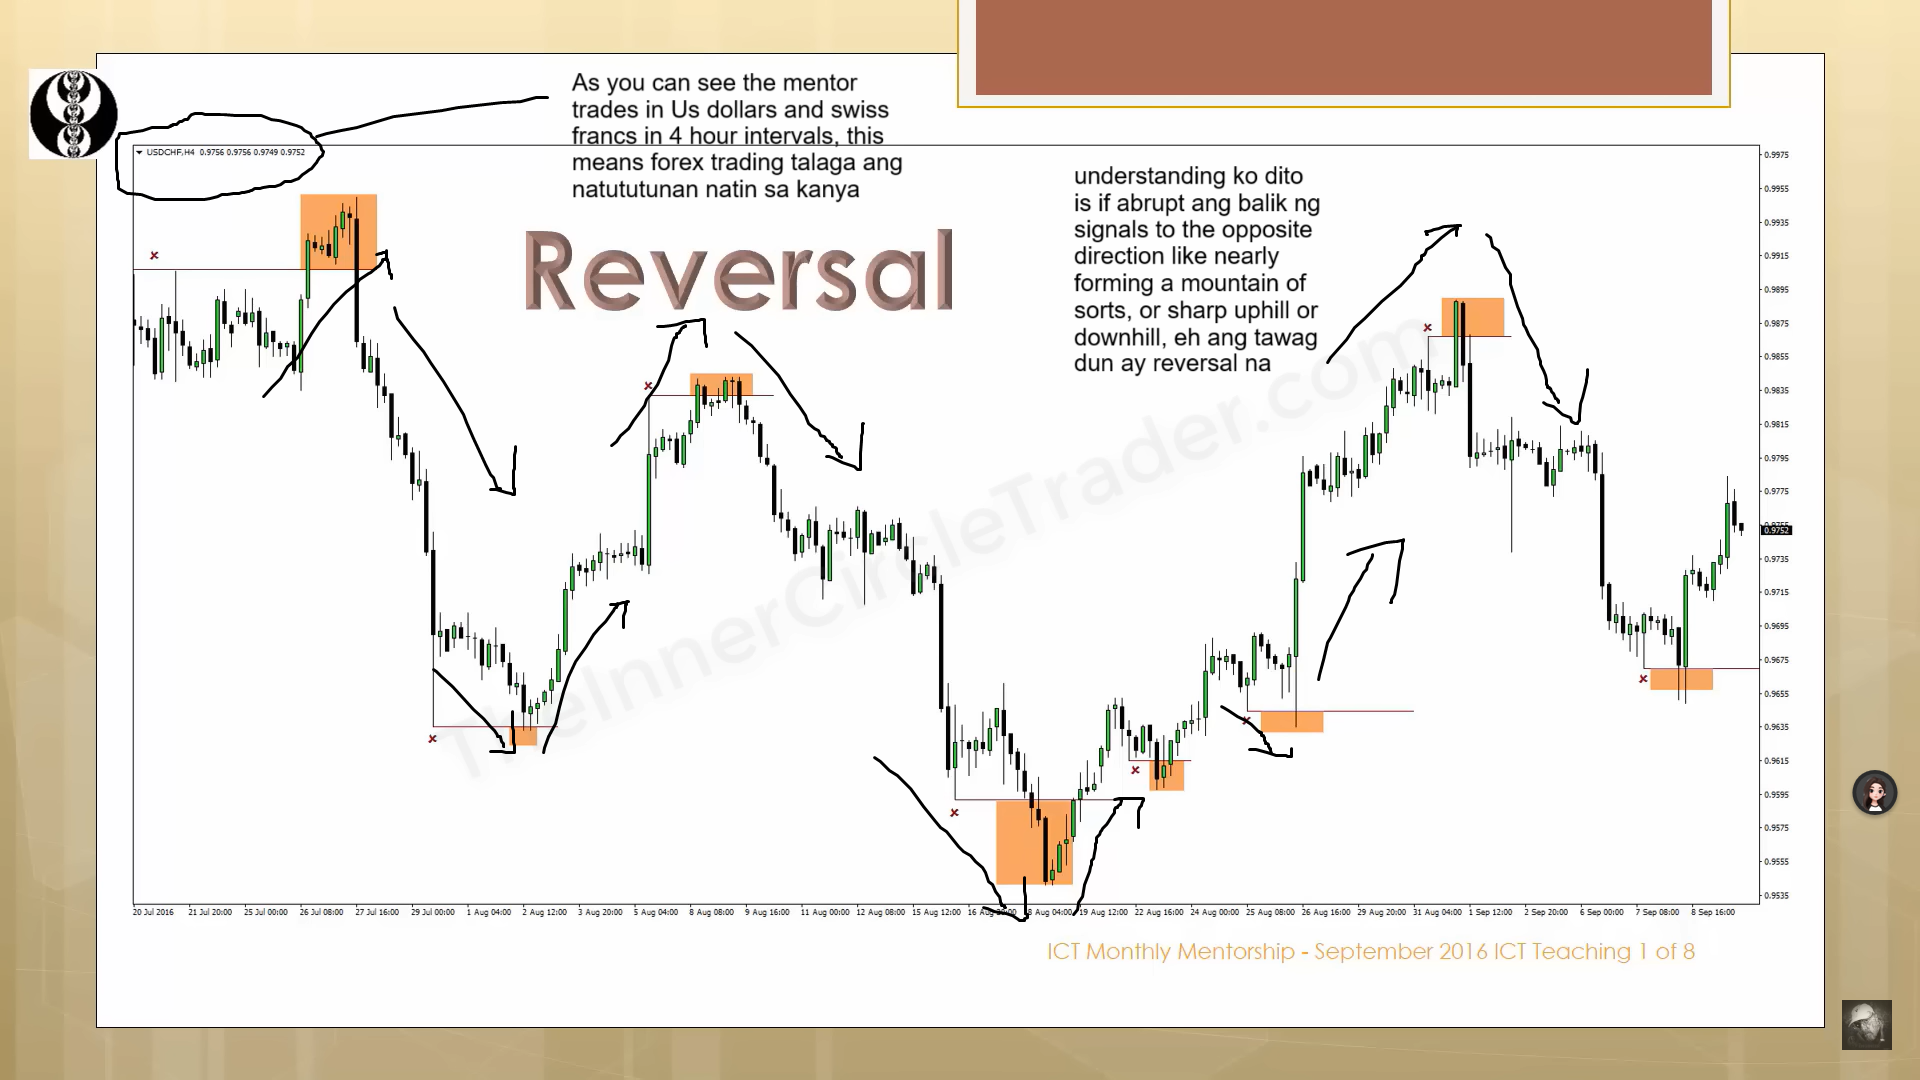 As you can see the mentor
trades in Us dollars and swiss
francs in 4 hour intervals, this
means forex trading talaga ang
natututunan natin sa kanya
USDCHF,H4 0.9756 0.9756 0.9749 0.9752
understanding ko dito
is if abrupt ang balik ng
signals to the opposite
direction like nearly
forming a mountain of
sorts, or sharp uphill or
downhill, eh ang tawag
dun ay reversal na
Reversal
TheInnerCircleTrader.com
0.9975
0.9955
0.9935
0.9915
0.9895
0.9875
0.9855
0.9835
0.9815
0.9795
0.9775
0.9752
0.9735
0.9715
0.9695
0.9675
0.9655
0.9635
0.9615
0.9595
0.9575
0.9555
0.9535
20 Jul 2016 21 Jul 20:00 25 Jul 00:00 26 Jul 08:00 27 Jul 16:00 29 Jul 00:00 1 Aug 04:00 2 Aug 12:00 3 Aug 20:00 5 Aug 04:00 8 Aug 08:00 9 Aug 16:00 11 Aug 00:00 12 Aug 08:00 15 Aug 12:00 16 Aug Aug 04:00 19 Aug 12:00 22 Aug 16:00 24 Aug 00:00 25 Aug 08:00 26 Aug 16:00 29 Aug 20:00 31 Aug 04:00 1 Sep 12:00 2 Sep 20:00 6 Sep 00:00 7 Sep 08:00 8 Sep 16:00
ICT Monthly Mentorship - September 2016 ICT Teaching 1 of 8